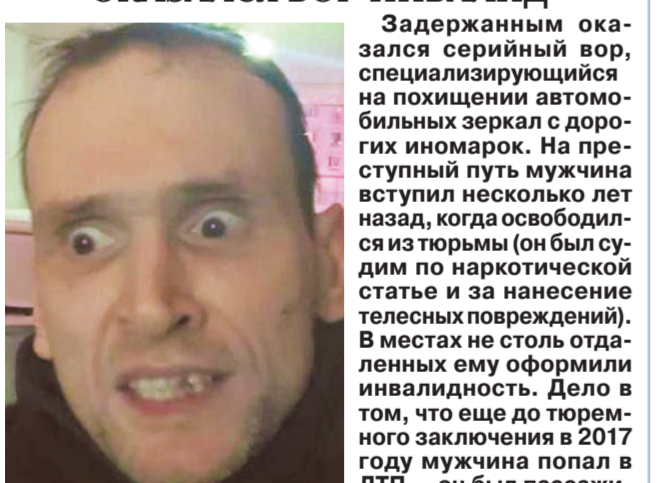 Задержанным ока-
зался серийный вор,
специализирующийся
на похищении автомо-
бильных зеркал с доро-
гих иномарок. На пре-
ступный путь мужчина
вступил несколько лет
назад, когда освободил-
ся из тюрьмы (он был су-
дим по наркотической
статье и за нанесение
телесных повреждений).
В местах не столь отда-
ленных ему оформили
инвалидность. Дело в
том, что еще до тюрем-
ного заключения в 2017
году мужчина попал в